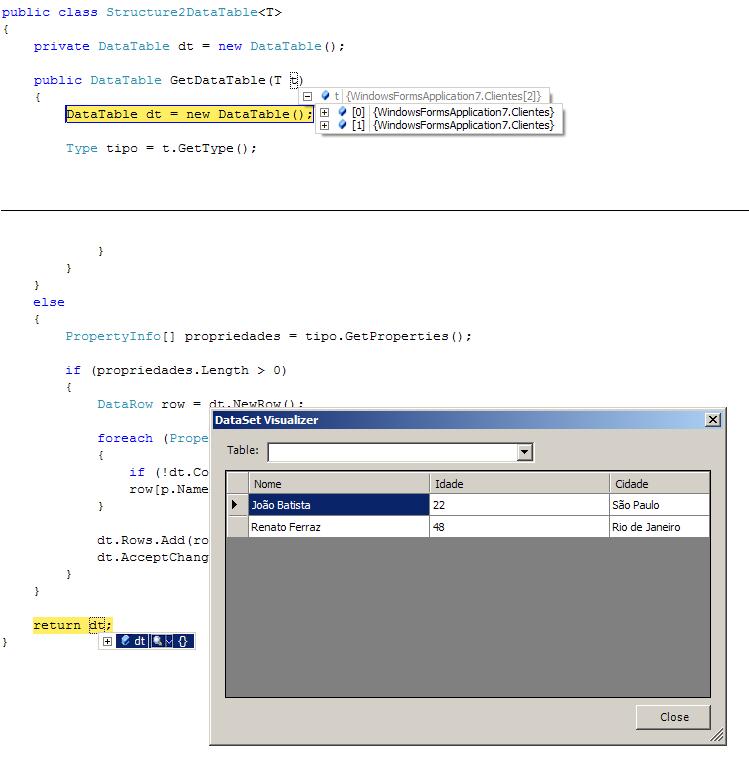 public class Structure2DataTable<T>
{
private DataTable dt = new DataTable();
public DataTable GetDataTable(T t)
t {WindowsFormsApplication7.Clientes[2]}
{
DataTable dt = new DataTable();
[0] {WindowsFormsApplication7.Clientes}
[1] {WindowsFormsApplication7.Clientes}
Type tipo = t.GetType();
}
}
}
else
{
PropertyInfo[] propriedades = tipo.GetProperties();
if (propriedades.Length > 0)
{
DataRow row = dt.NewRow();
foreach (Prope
{
if (!dt.Co
row[p.Name
}
dt.Rows.Add(ro
dt.AcceptChang
}
}
return dt;
dt {}
}
DataSet Visualizer
Table:
Nome Idade Cidade
João Batista 22 São Paulo
Renato Ferraz 48 Rio de Janeiro
Close